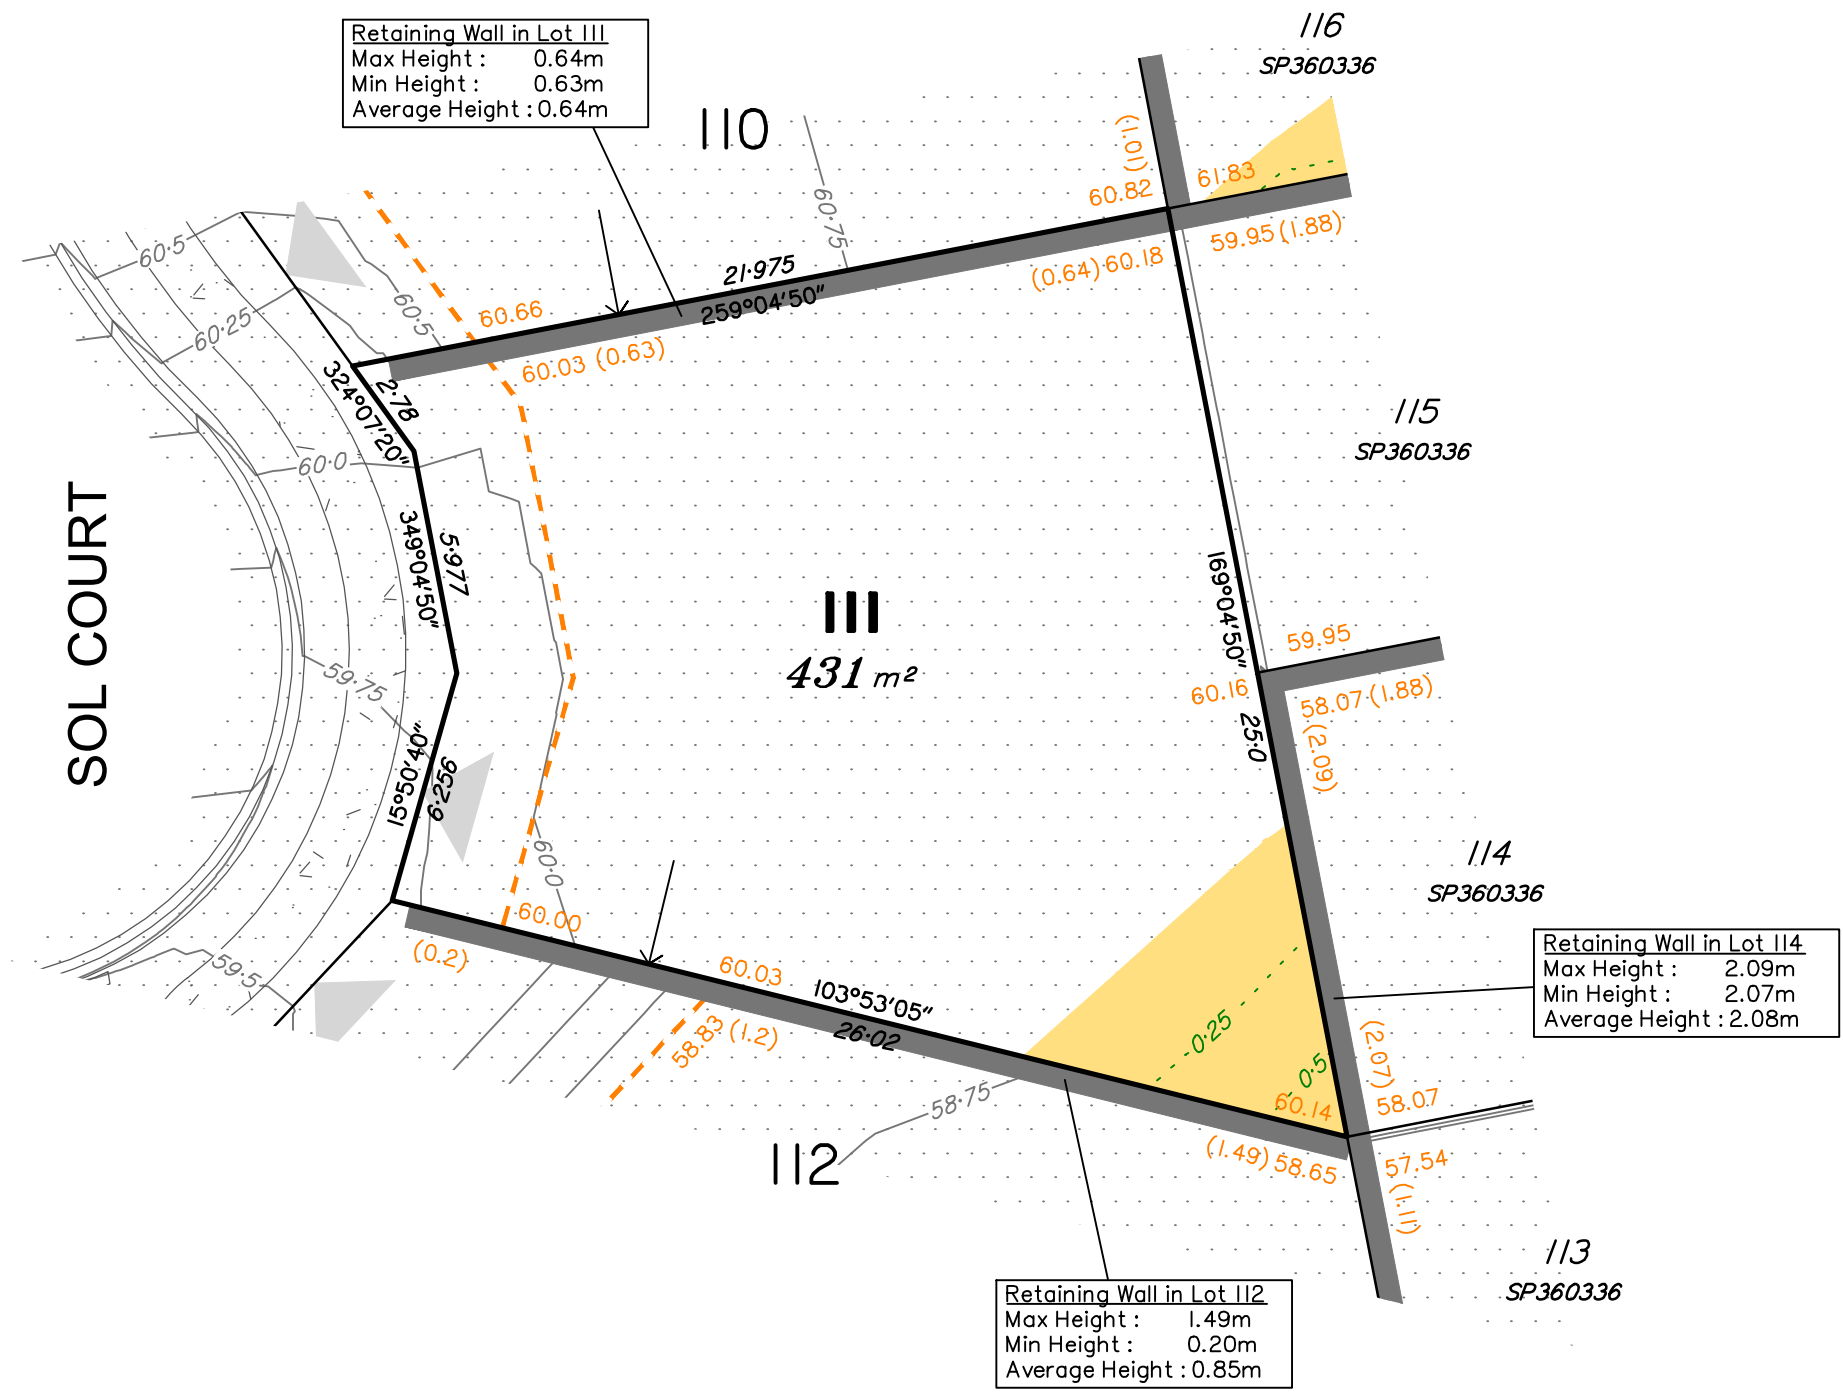 Retaining Wall in Lot 111
Max Height : 0.64m
Min Height : 0.63m
Average Height : 0.64m
110
116
SP360336
(1.01)
60.82
61.83
59.95 (1.88)
(0.64) 60.18
60·75
60·5
60·25
60·5
60.66
60.03 (0.63)
21·975
259°04'50"
2·78
324°07'20"
60·0
349°04'50"
5·977
SOL COURT
115
SP360336
111
431 m²
169°04'50"
25·0
59.95
60.16
58.07 (1.88)
(2.09)
59·75
15°50'40"
6·256
60·0
60.00
(0.2)
59·5
60.03
58.83 (1.2)
103°53'05"
26·02
114
SP360336
Retaining Wall in Lot 114
Max Height : 2.09m
Min Height : 2.07m
Average Height : 2.08m
0·25
0·5
60.14
(2.07)
58.07
58·75
112
(1.49) 58.65
57.54
(1.11)
113
SP360336
Retaining Wall in Lot 112
Max Height : 1.49m
Min Height : 0.20m
Average Height : 0.85m